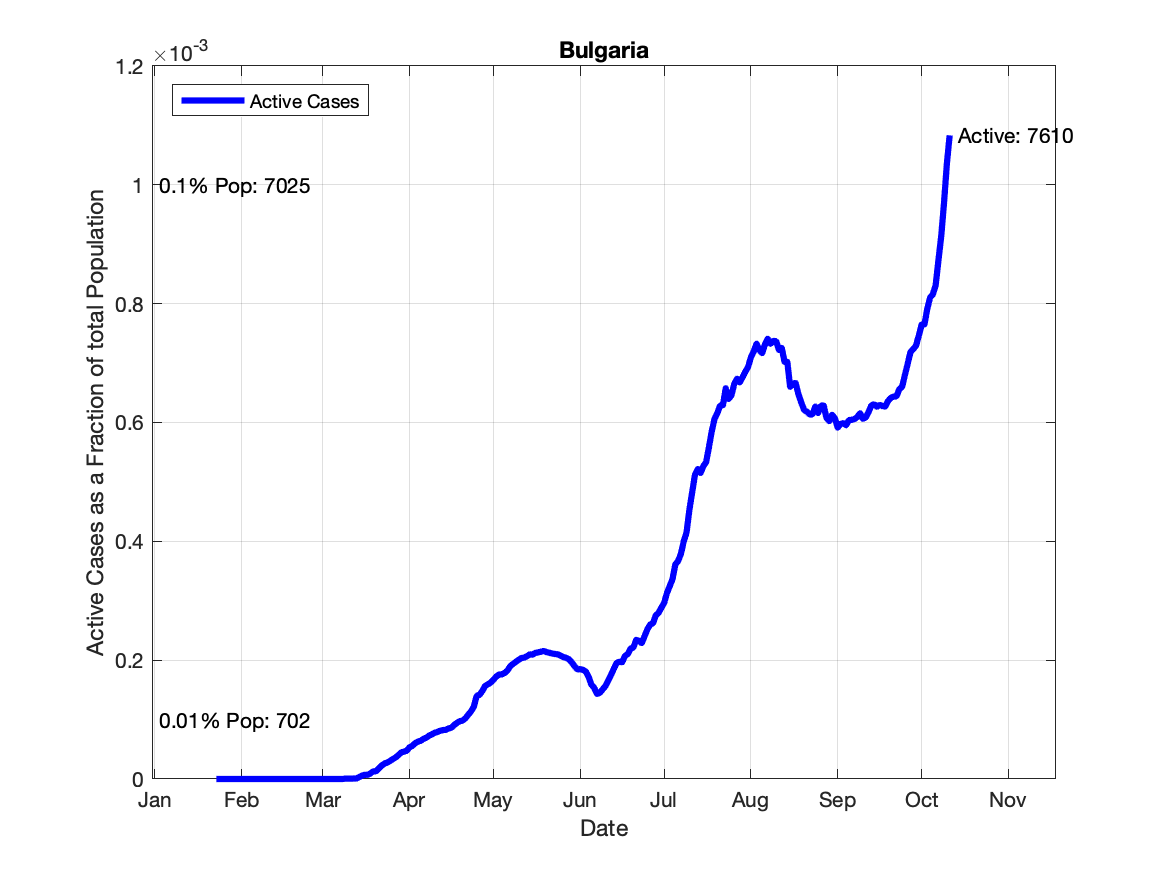 Bulgaria
×10-3
1.2
Active Cases
Active: 7610
1
0.1% Pop: 7025
0.8
0.6
0.4
0.2
0.01% Pop: 702
0
Active Cases as a Fraction of total Population
Jan Feb Mar Apr May Jun Jul Aug Sep Oct Nov
Date